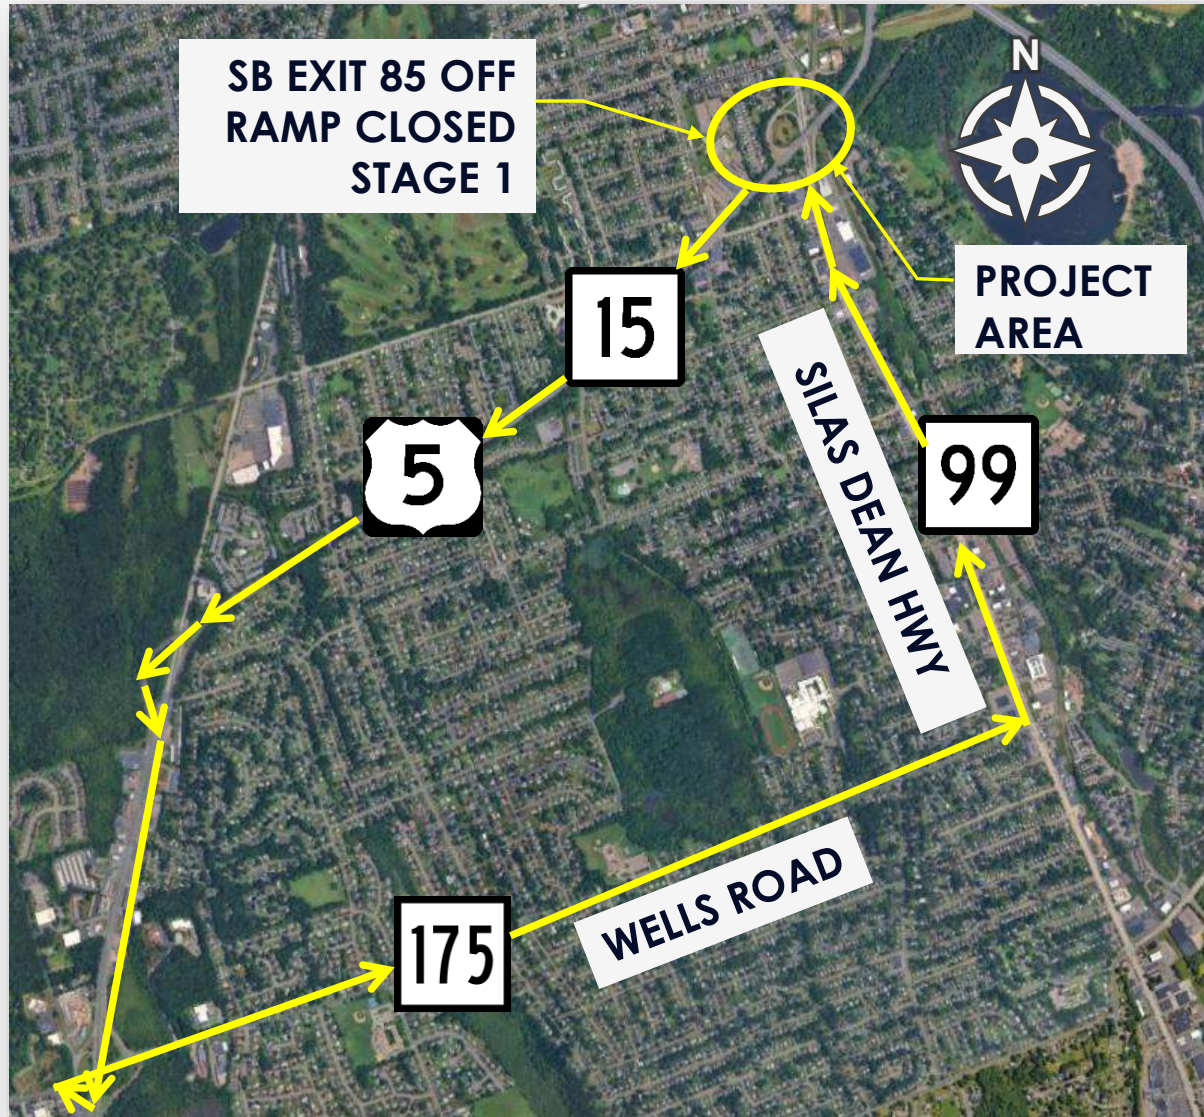 N
SB EXIT 85 OFF
RAMP CLOSED
STAGE 1
PROJECT
AREA
15
5
SILAS DEAN HWY
99
WELLS ROAD
175